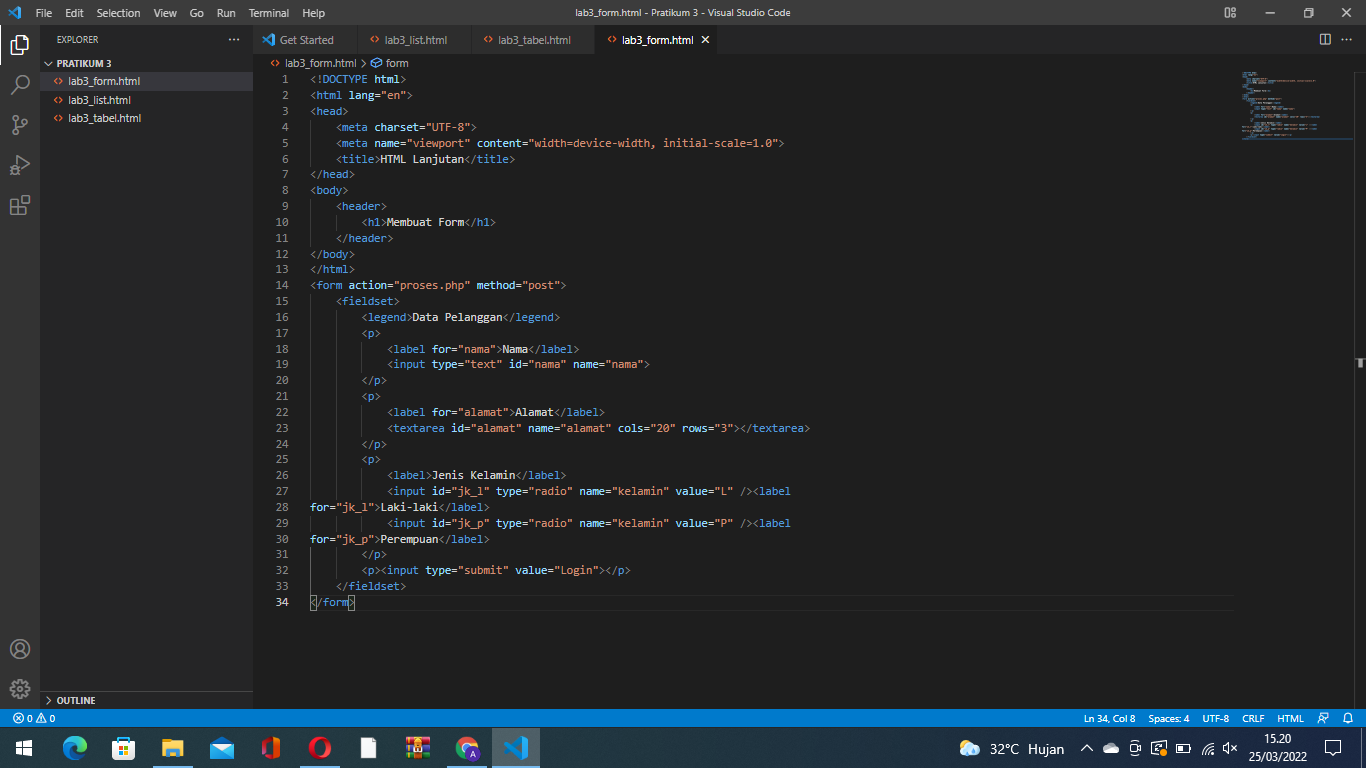 File Edit Selection View Go Run Terminal Help lab3_form.html - Pratikum 3 - Visual Studio Code
EXPLORER
PRATIKUM 3
lab3_form.html
lab3_list.html
lab3_tabel.html
OUTLINE
Get Started lab3_list.html lab3_tabel.html lab3_form.html
lab3_form.html > form
1 <!DOCTYPE html>
2 <html lang="en">
3 <head>
4 <meta charset="UTF-8">
5 <meta name="viewport" content="width=device-width, initial-scale=1.0">
6 <title>HTML Lanjutan</title>
7 </head>
8 <body>
9 <header>
10 <h1>Membuat Form</h1>
11 </header>
12 </body>
13 </html>
14 <form action="proses.php" method="post">
15 <fieldset>
16 <legend>Data Pelanggan</legend>
17 <p>
18 <label for="nama">Nama</label>
19 <input type="text" id="nama" name="nama">
20 </p>
21 <p>
22 <label for="alamat">Alamat</label>
23 <textarea id="alamat" name="alamat" cols="20" rows="3"></textarea>
24 </p>
25 <p>
26 <label>Jenis Kelamin</label>
27 <input id="jk_l" type="radio" name="kelamin" value="L" /><label
28 for="jk_l">Laki-laki</label>
29 <input id="jk_p" type="radio" name="kelamin" value="P" /><label
30 for="jk_p">Perempuan</label>
31 </p>
32 <p><input type="submit" value="Login"></p>
33 </fieldset>
34 </form>
0 0 Ln 34, Col 8 Spaces: 4 UTF-8 CRLF HTML
32°C Hujan 15.20
25/03/2022